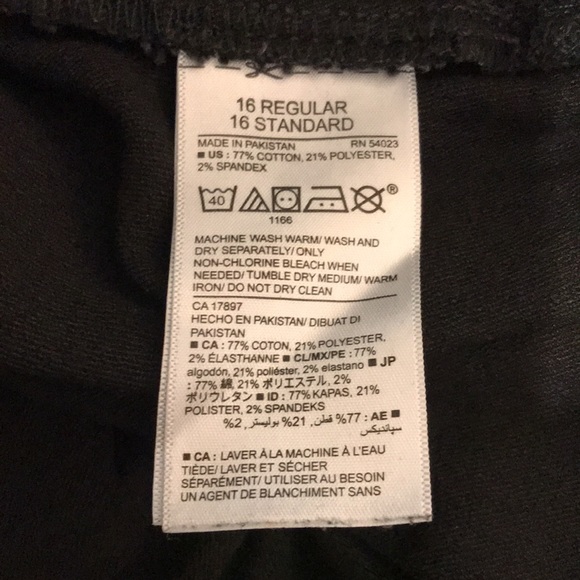 16 REGULAR
16 STANDARD
MADE IN PAKISTAN RN 54023
■ US : 77% COTTON, 21% POLYESTER,
2% SPANDEX
40
®
1166
MACHINE WASH WARM/ WASH AND
DRY SEPARATELY/ ONLY
NON-CHLORINE BLEACH WHEN
NEEDED/ TUMBLE DRY MEDIUM/ WARM
IRON/ DO NOT DRY CLEAN
CA 17897
HECHO EN PAKISTAN/ DIBUAT DI
PAKISTAN
■ CA : 77% COTON, 21% POLYESTER,
2% ÉLASTHANNE ■ CL/MX/PE : 77%
algodón, 21% poliéster, 2% elastano ■ JP
: 77% 綿, 21% ポリエステル, 2%
ポリウレタン ■ ID : 77% KAPAS, 21%
POLISTER, 2% SPANDEKS
■ AE : 77% قطن, 21% بوليستر, 2%
سپانديكس
■ CA : LAVER À LA MACHINE À L'EAU
TIÈDE/ LAVER ET SÉCHER
SÉPARÉMENT/ UTILISER AU BESOIN
UN AGENT DE BLANCHIMENT SANS